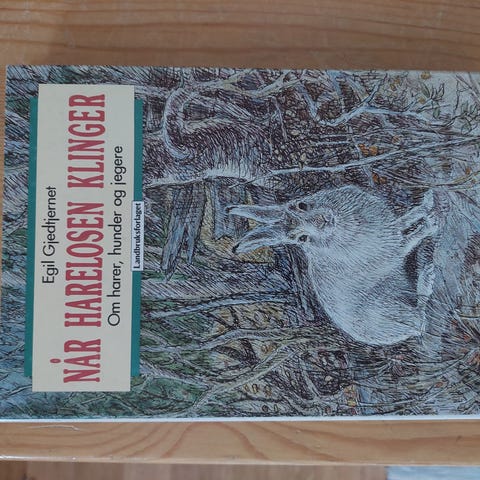 Egil Gjedtjernet
NÅR HARELOSEN KLINGER
Om harer, hunder og jegere
Landbruksforlaget